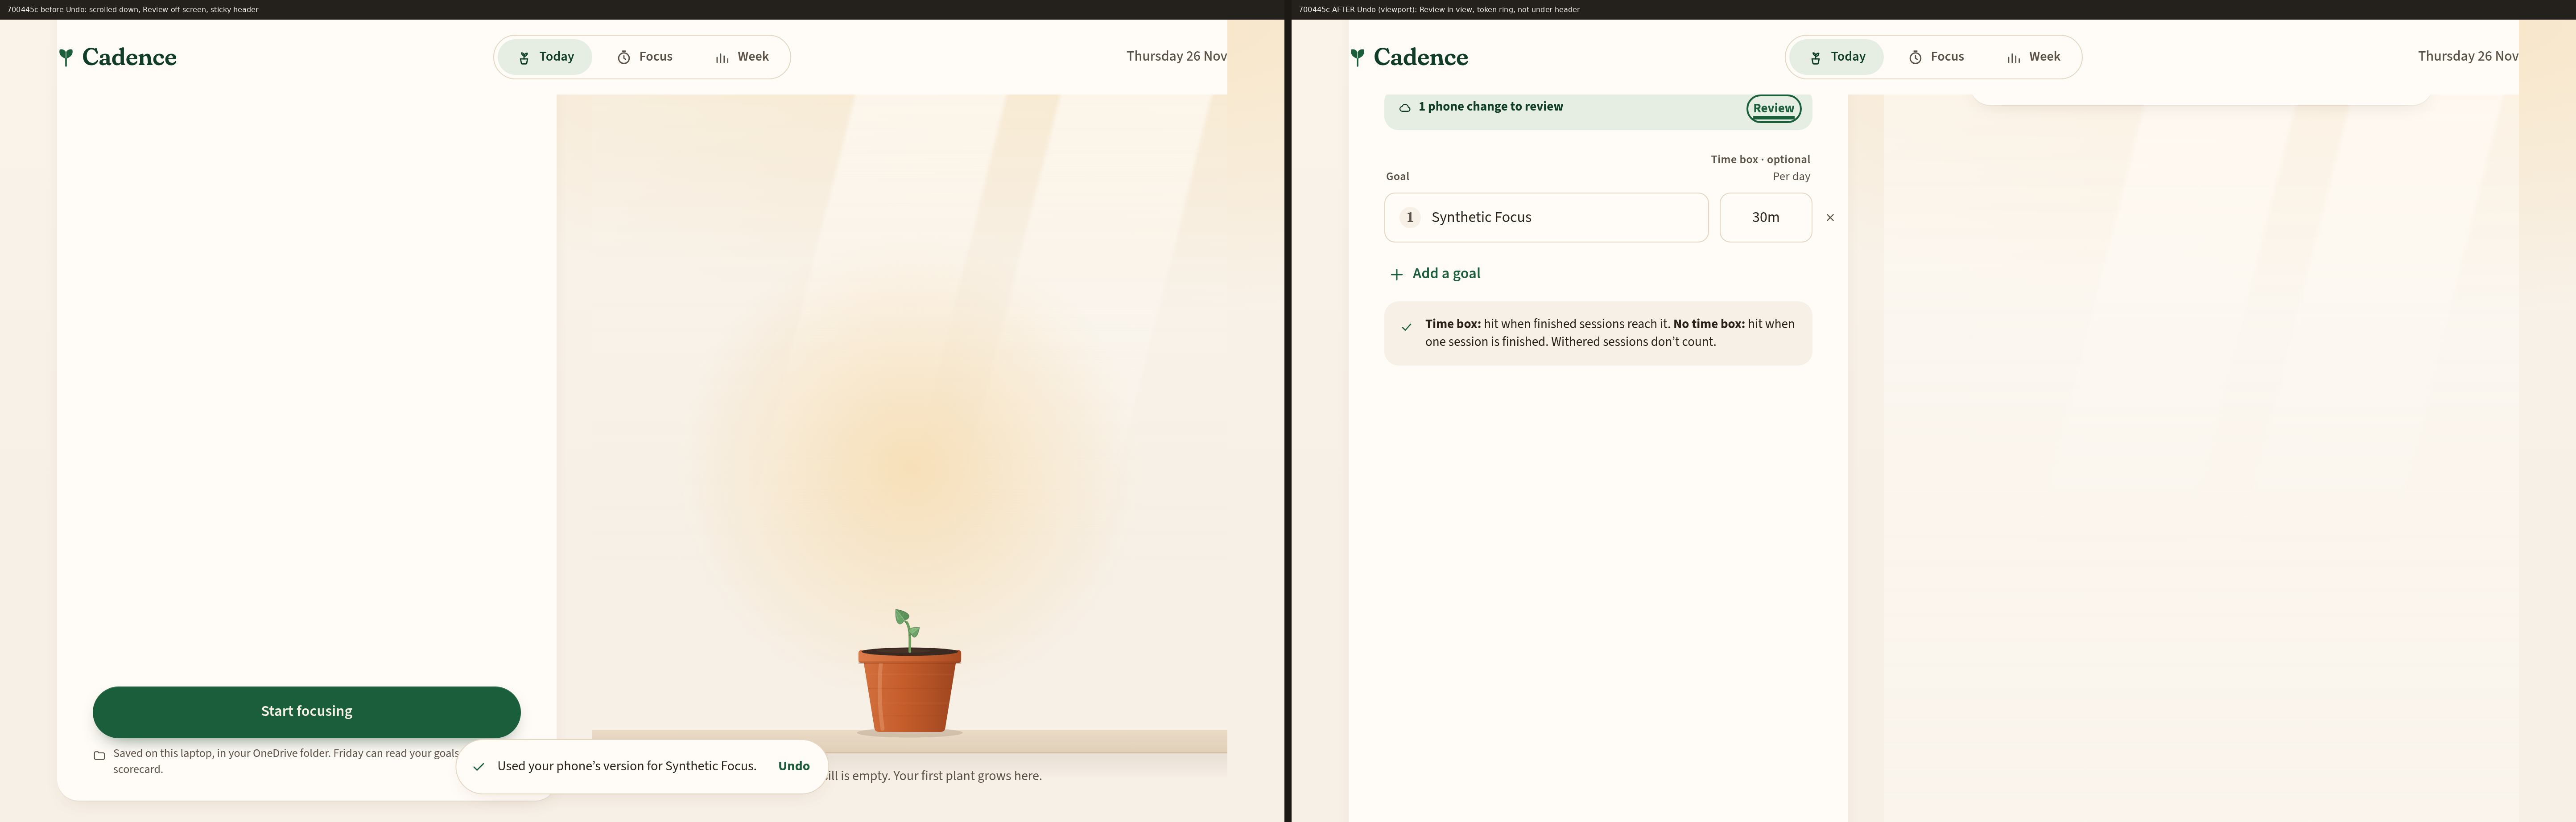 700445c before Undo: scrolled down, Review off screen, sticky header
Cadence
Today
Focus
Week
Thursday 26 Nov
Start focusing
Saved on this laptop, in your OneDrive folder. Friday can read your goals
scorecard.
Used your phone’s version for Synthetic Focus.
Undo
ill is empty. Your first plant grows here.
700445c AFTER Undo (viewport): Review in view, token ring, not under header
Cadence
Today
Focus
Week
Thursday 26 Nov
1 phone change to review
Review
Time box · optional
Goal
Per day
1
Synthetic Focus
30m
Add a goal
Time box: hit when finished sessions reach it. No time box: hit when
one session is finished. Withered sessions don’t count.